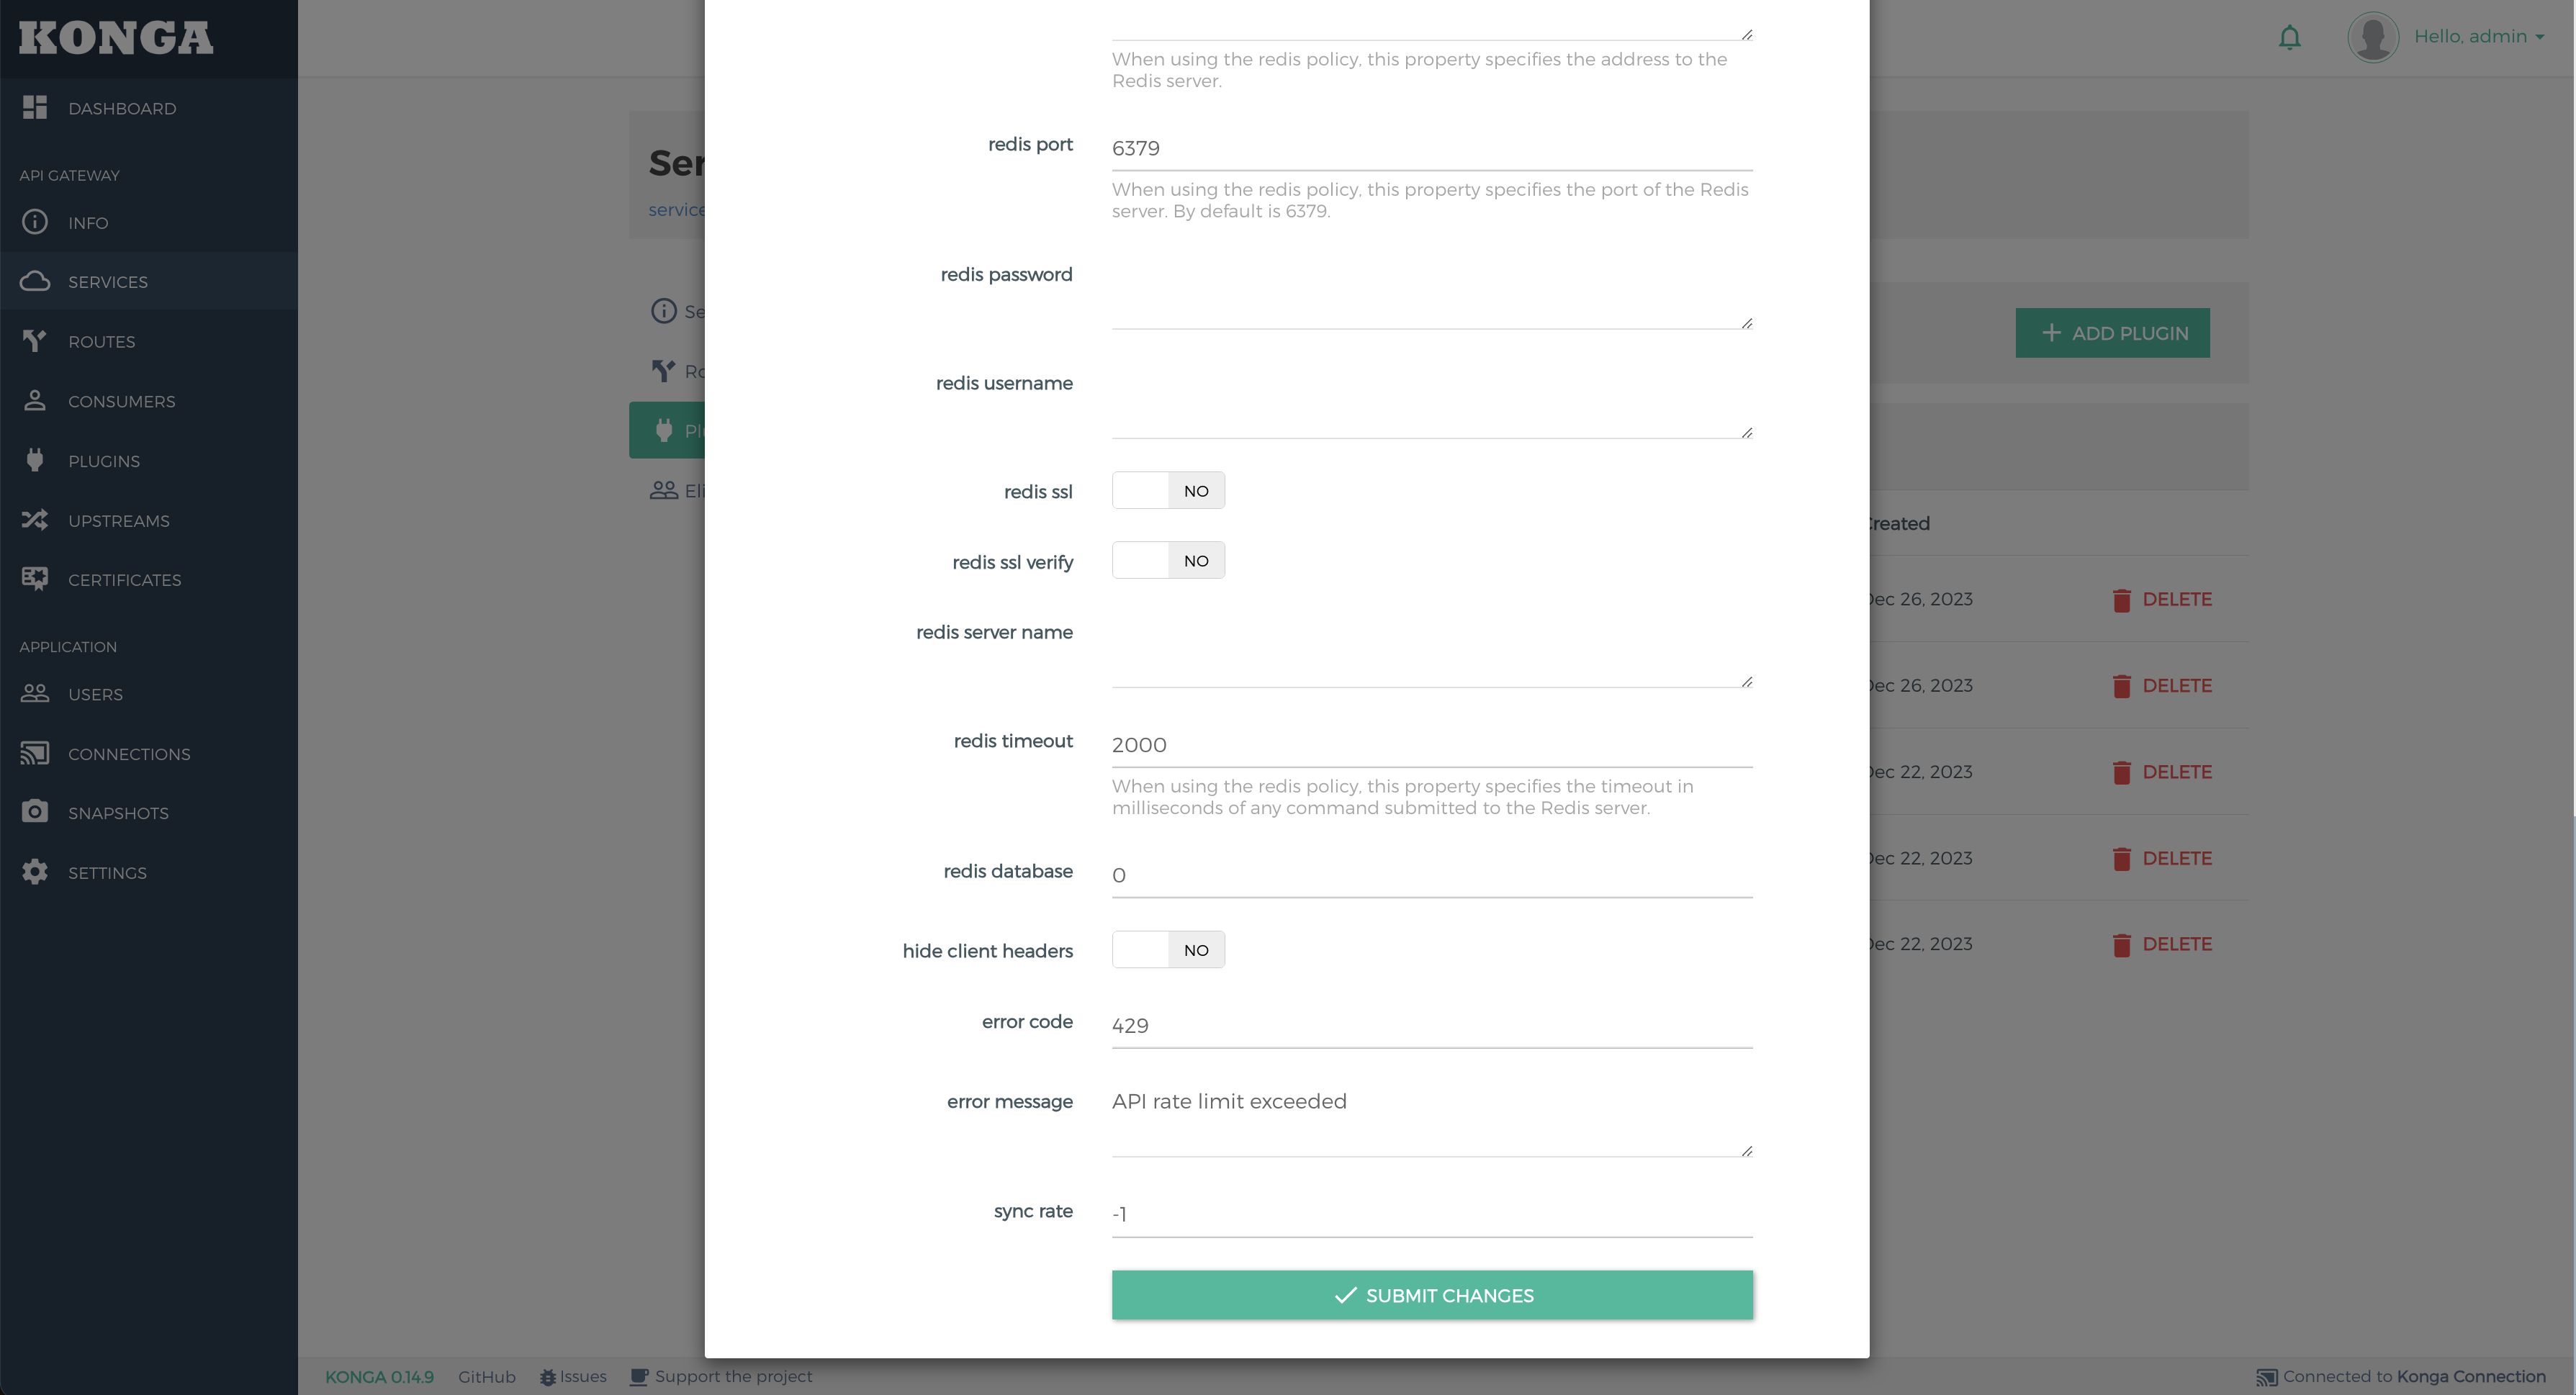 KONGA
Hello, admin
DASHBOARD
API GATEWAY
INFO
SERVICES
ROUTES
CONSUMERS
PLUGINS
UPSTREAMS
CERTIFICATES
APPLICATION
USERS
CONNECTIONS
SNAPSHOTS
SETTINGS
Ser
service
Se
Ro
Plu
Eli
ADD PLUGIN
Created
Dec 26, 2023 DELETE
Dec 26, 2023 DELETE
Dec 22, 2023 DELETE
Dec 22, 2023 DELETE
Dec 22, 2023 DELETE
When using the redis policy, this property specifies the address to the
Redis server.
redis port 6379
When using the redis policy, this property specifies the port of the Redis
server. By default is 6379.
redis password
redis username
redis ssl NO
redis ssl verify NO
redis server name
redis timeout 2000
When using the redis policy, this property specifies the timeout in
milliseconds of any command submitted to the Redis server.
redis database 0
hide client headers NO
error code 429
error message API rate limit exceeded
sync rate -1
SUBMIT CHANGES
KONGA 0.14.9 GitHub Issues Support the project
Connected to Konga Connection